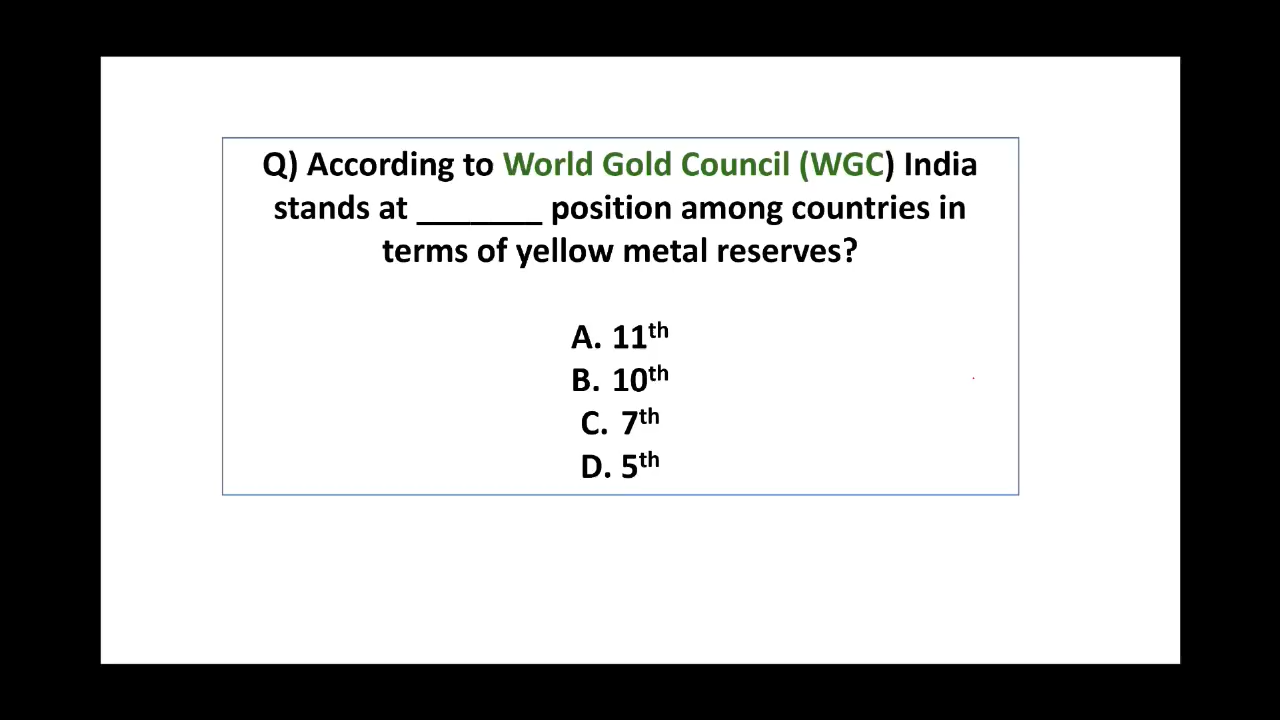 Q) According to World Gold Council (WGC) India
stands at _______ position among countries in
terms of yellow metal reserves?
A. 11th
B. 10th
C. 7th
D. 5th